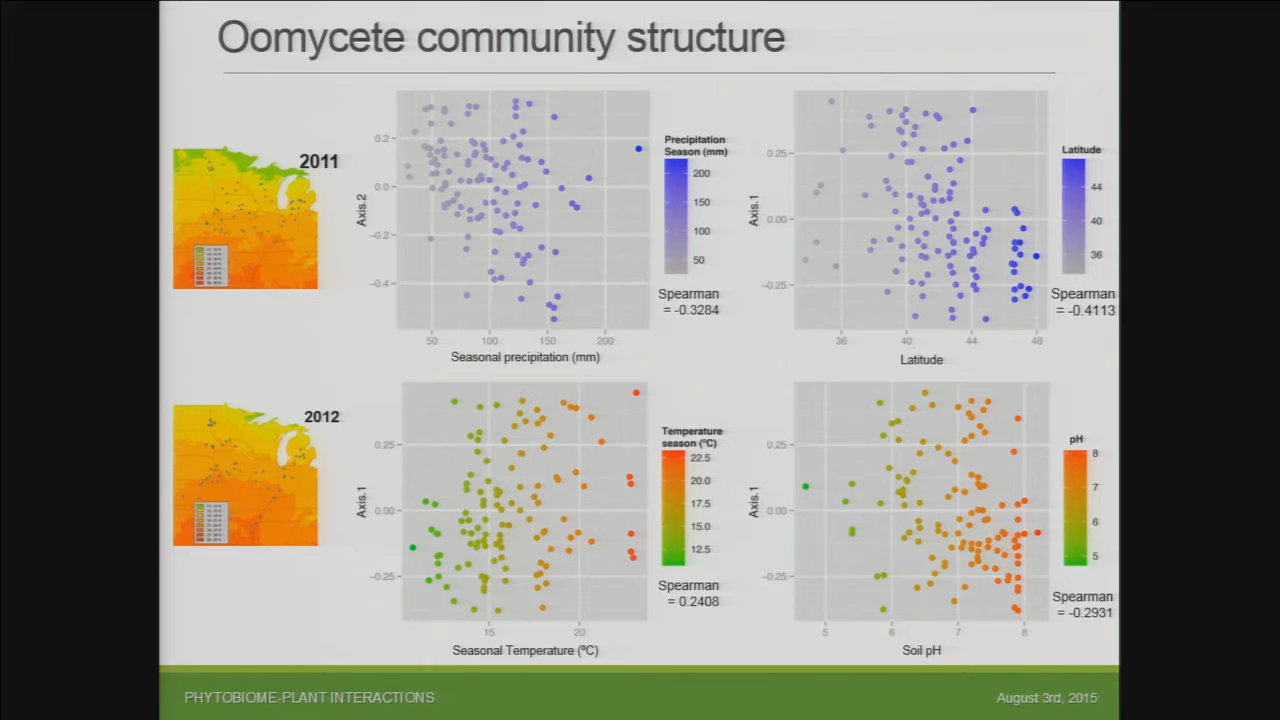 Oomycete community structure
2011
0.2
0.0
−0.2
−0.4
Axis.2
50
100
150
200
Seasonal precipitation (mm)
Precipitation
Season (mm)
200
150
100
50
Spearman
= -0.3284
0.25
0.00
−0.25
Axis.1
36
40
44
48
Latitude
Latitude
44
40
36
Spearman
= -0.4113
2012
0.25
0.00
−0.25
Axis.1
15
20
Seasonal Temperature (ºC)
Temperature
season (ºC)
22.5
20.0
17.5
15.0
12.5
Spearman
= 0.2408
0.25
0.00
−0.25
Axis.1
5
6
7
8
Soil pH
pH
8
7
6
5
Spearman
= -0.2931
PHYTOBIOME-PLANT INTERACTIONS
August 3rd, 2015